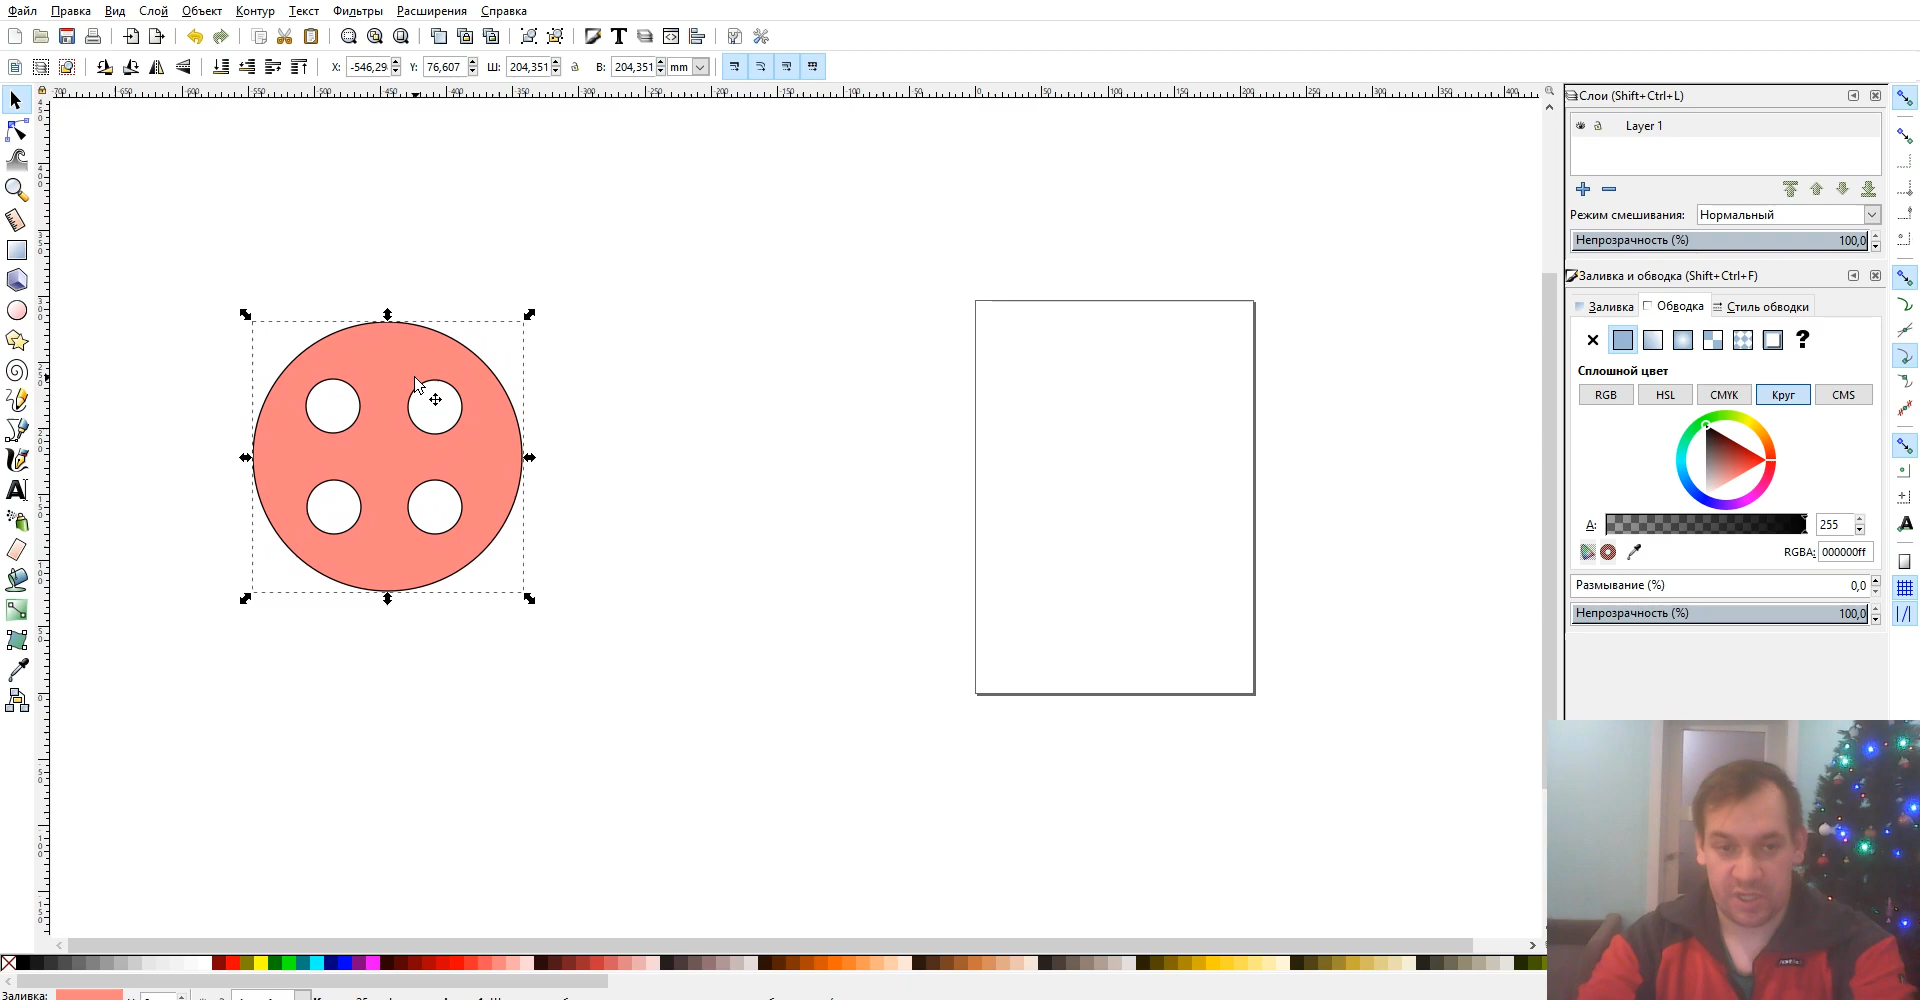 Файл Правка Вид Слой Объект Контур Текст Фильтры Расширения Справка
X: -546,29 Y: 76,607 Ш: 204,351 В: 204,351 mm
Слои (Shift+Ctrl+L)
Layer 1
Режим смешивания: Нормальный
Непрозрачность (%) 100,0
Заливка и обводка (Shift+Ctrl+F)
Заливка Обводка Стиль обводки
Сплошной цвет
RGB HSL CMYK Круг CMS
A: 255
RGBA: 000000ff
Размывание (%) 0,0
Непрозрачность (%) 100,0
Заливка: